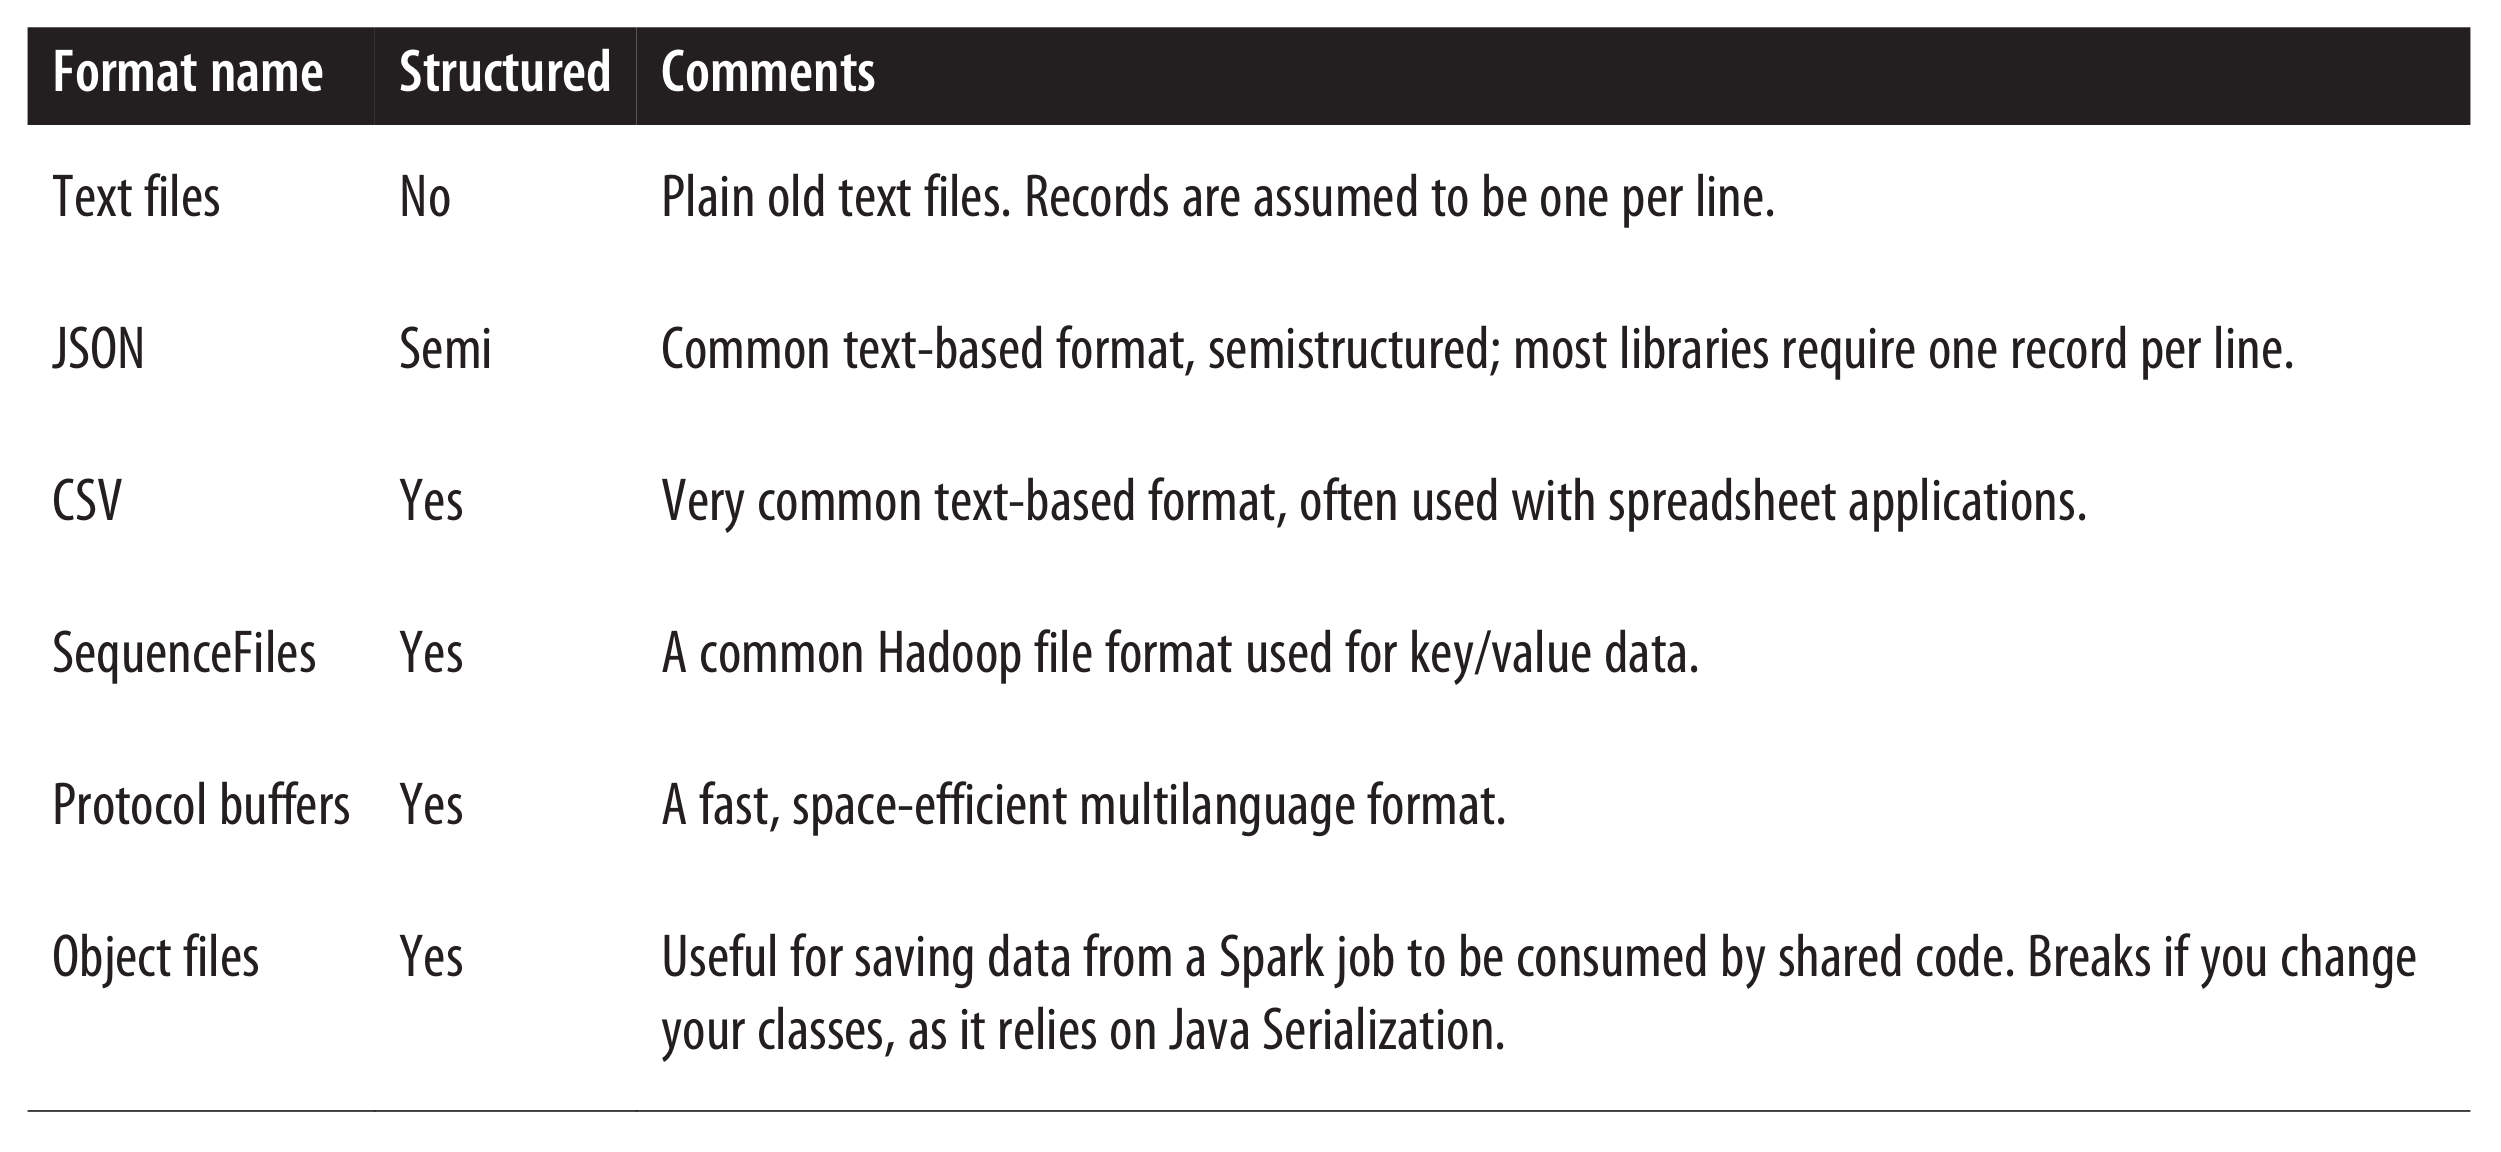 Format name Structured Comments
Text files No Plain old text files. Records are assumed to be one per line.
JSON Semi Common text-based format, semistructured; most libraries require one record per line.
CSV Yes Very common text-based format, often used with spreadsheet applications.
SequenceFiles Yes A common Hadoop file format used for key/value data.
Protocol buffers Yes A fast, space-efficient multilanguage format.
Object files Yes Useful for saving data from a Spark job to be consumed by shared code. Breaks if you change
your classes, as it relies on Java Serialization.